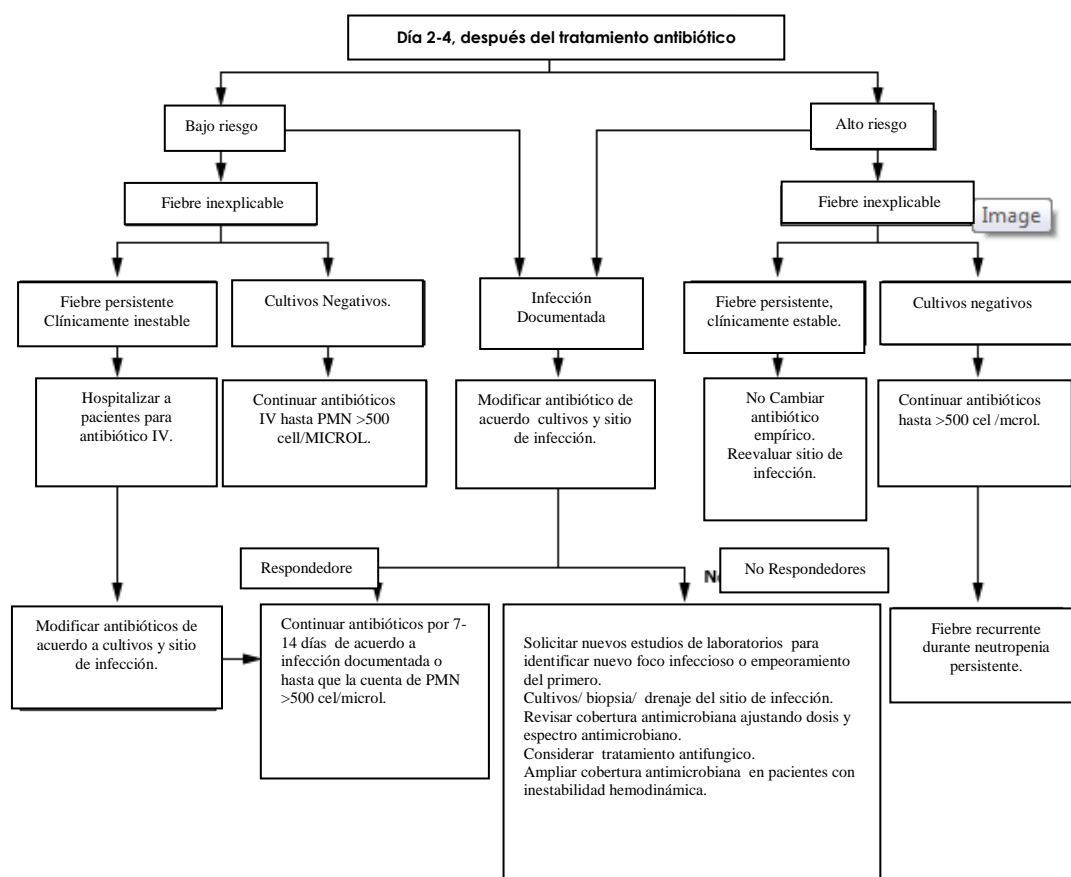 Día 2-4, después del tratamiento antibiótico
Bajo riesgo
Alto riesgo
Fiebre inexplicable
Fiebre inexplicable
Image
Fiebre persistente
Clínicamente inestable
Cultivos Negativos.
Infección
Documentada
Fiebre persistente,
clínicamente estable.
Cultivos negativos
Hospitalizar a
pacientes para
antibiótico IV.
Continuar antibióticos
IV hasta PMN >500
cell/MICROL.
Modificar antibiótico de
acuerdo cultivos y sitio
de infección.
No Cambiar
antibiótico
empírico.
Reevaluar sitio de
infección.
Continuar antibióticos
hasta >500 cel /mcrol.
Respondedore
No Respondedores
Modificar antibióticos de
acuerdo a cultivos y sitio
de infección.
Continuar antibióticos por 7-
14 días de acuerdo a
infección documentada o
hasta que la cuenta de PMN
>500 cel/microl.
Solicitar nuevos estudios de laboratorios para
identificar nuevo foco infeccioso o empeoramiento
del primero.
Cultivos/ biopsia/ drenaje del sitio de infección.
Revisar cobertura antimicrobiana ajustando dosis y
espectro antimicrobiano.
Considerar tratamiento antifungico.
Ampliar cobertura antimicrobiana en pacientes con
inestabilidad hemodinámica.
Fiebre recurrente
durante neutropenia
persistente.